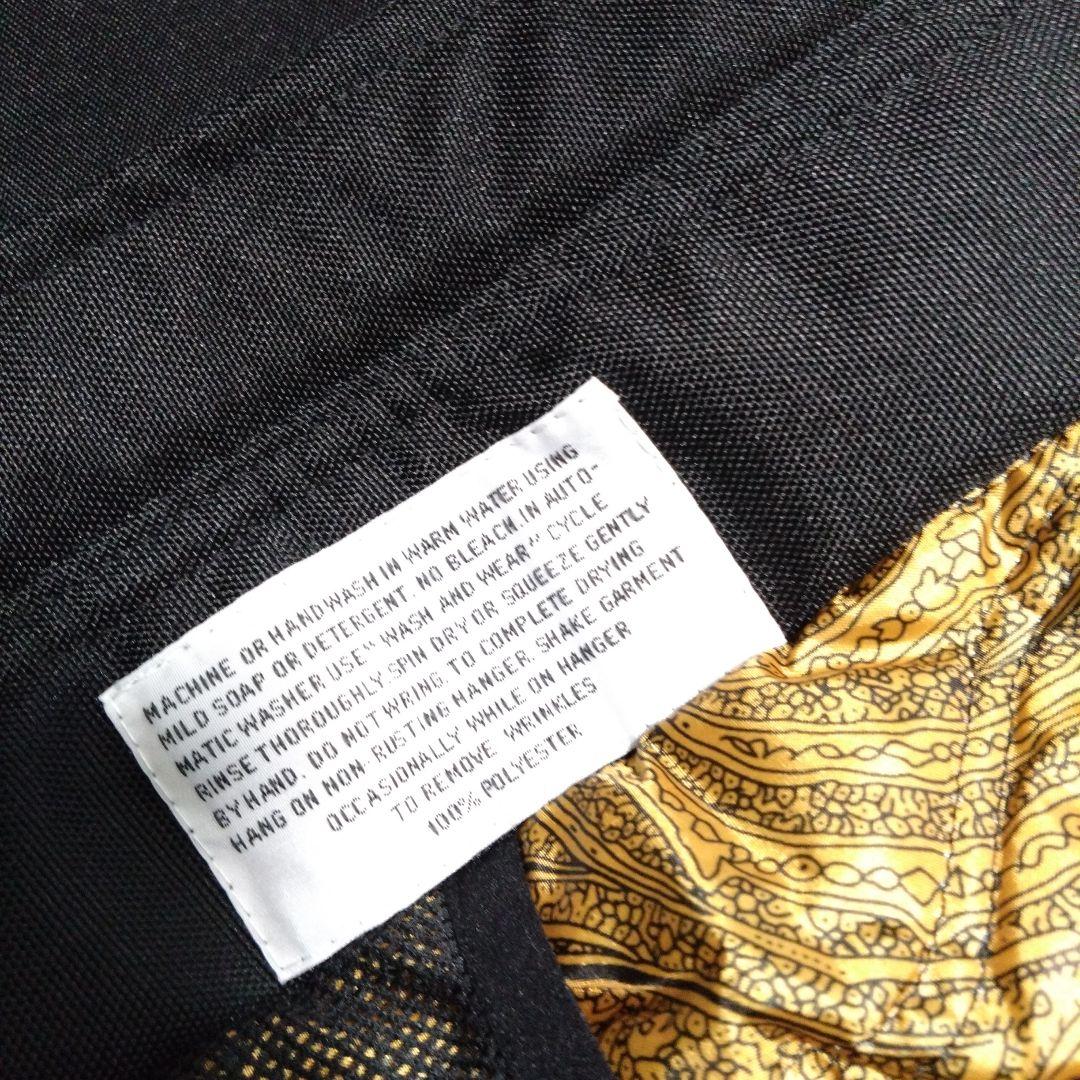 MACHINE OR HAND WASH IN WARM WATER USING
MILD SOAP OR DETERGENT. NO BLEACH. IN AUTO-
MATIC WASHER USE "WASH AND WEAR" CYCLE
RINSE THOROUGHLY. SPIN DRY OR SQUEEZE GENTLY
BY HAND. DO NOT WRING. TO COMPLETE DRYING
HANG ON NON-RUSTING HANGER. SHAKE GARMENT
OCCASIONALLY WHILE ON HANGER
TO REMOVE WRINKLES
100% POLYESTER